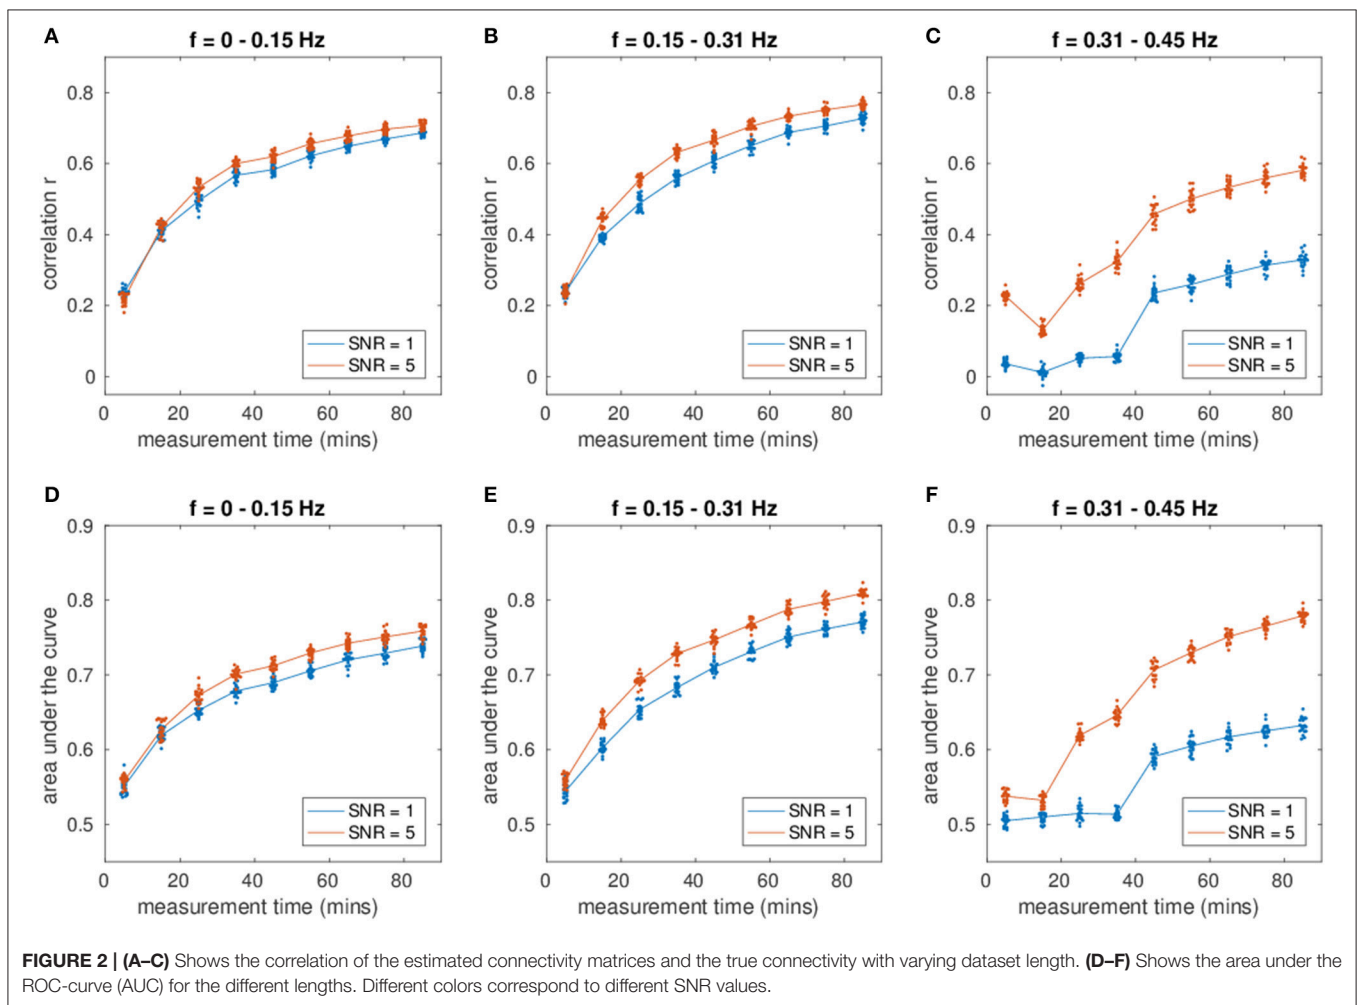 A
f = 0 - 0.15 Hz
correlation r
0.8
0.6
0.4
0.2
0
0 20 40 60 80
measurement time (mins)
SNR = 1
SNR = 5
B
f = 0.15 - 0.31 Hz
correlation r
0.8
0.6
0.4
0.2
0
0 20 40 60 80
measurement time (mins)
SNR = 1
SNR = 5
C
f = 0.31 - 0.45 Hz
correlation r
0.8
0.6
0.4
0.2
0
0 20 40 60 80
measurement time (mins)
SNR = 1
SNR = 5
D
f = 0 - 0.15 Hz
area under the curve
0.9
0.8
0.7
0.6
0.5
0 20 40 60 80
measurement time (mins)
SNR = 1
SNR = 5
E
f = 0.15 - 0.31 Hz
area under the curve
0.9
0.8
0.7
0.6
0.5
0 20 40 60 80
measurement time (mins)
SNR = 1
SNR = 5
F
f = 0.31 - 0.45 Hz
area under the curve
0.9
0.8
0.7
0.6
0.5
0 20 40 60 80
measurement time (mins)
SNR = 1
SNR = 5
FIGURE 2 | (A–C) Shows the correlation of the estimated connectivity matrices and the true connectivity with varying dataset length. (D–F) Shows the area under the
ROC-curve (AUC) for the different lengths. Different colors correspond to different SNR values.